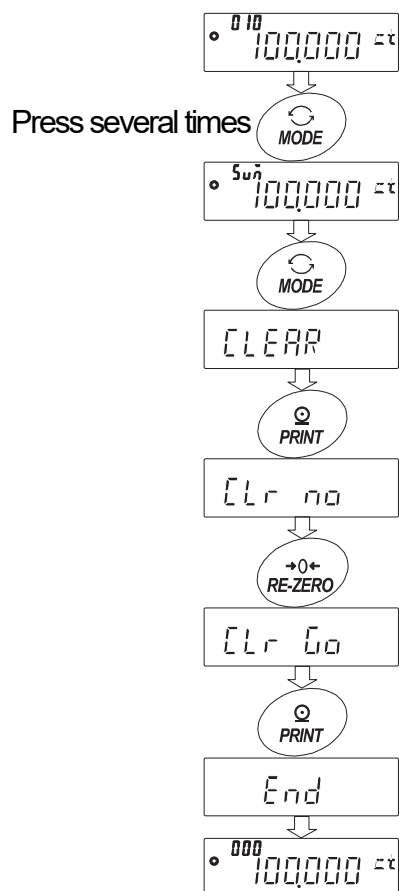 010
100.000 ct
Press several times
MODE
Sum
100.000 ct
MODE
CLEAR
PRINT
CLr no
→0←
RE-ZERO
CLr Go
PRINT
End
000
100.000 ct